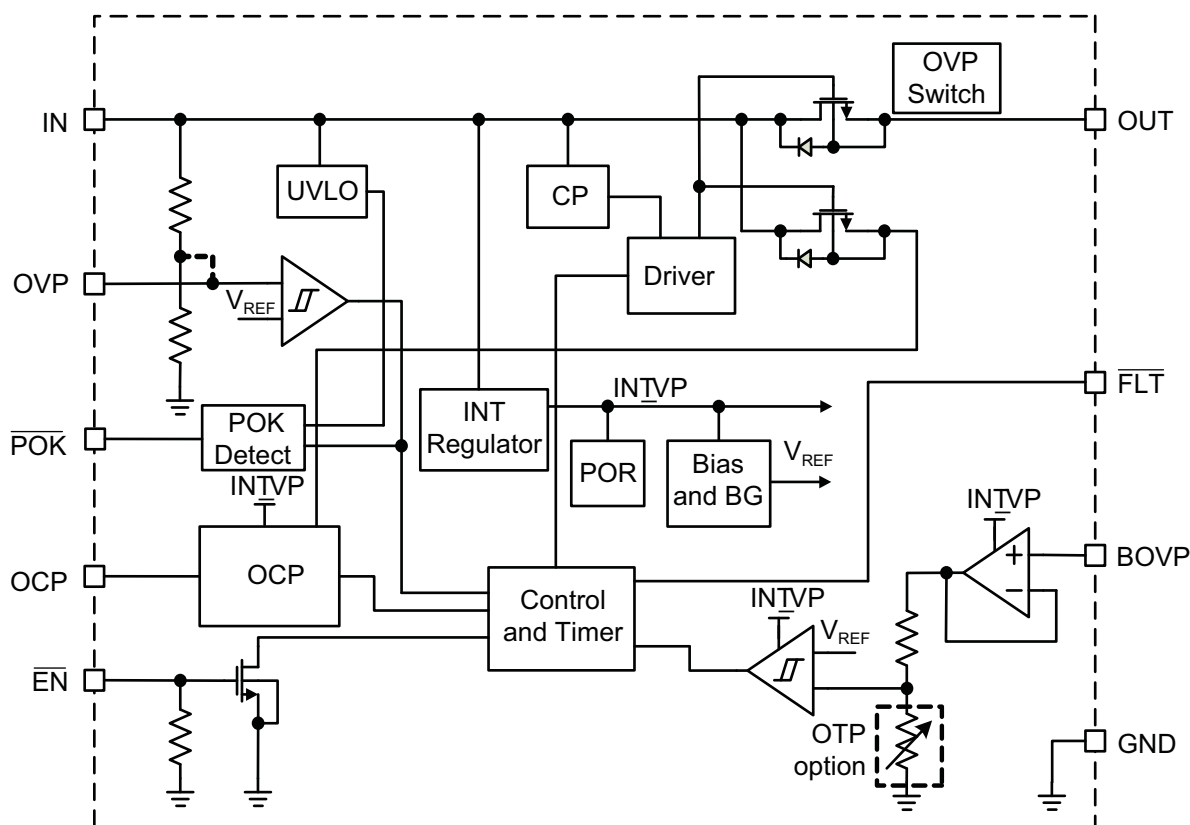 OVP
Switch
IN
OUT
UVLO
CP
Driver
OVP
VREF
FLT
INT
Regulator
INTVP
POK
POK
Detect
POR
Bias
and BG
VREF
INTVP
INTVP
OCP
OCP
BOVP
+
−
Control
and Timer
INTVP
VREF
EN
OTP
option
GND